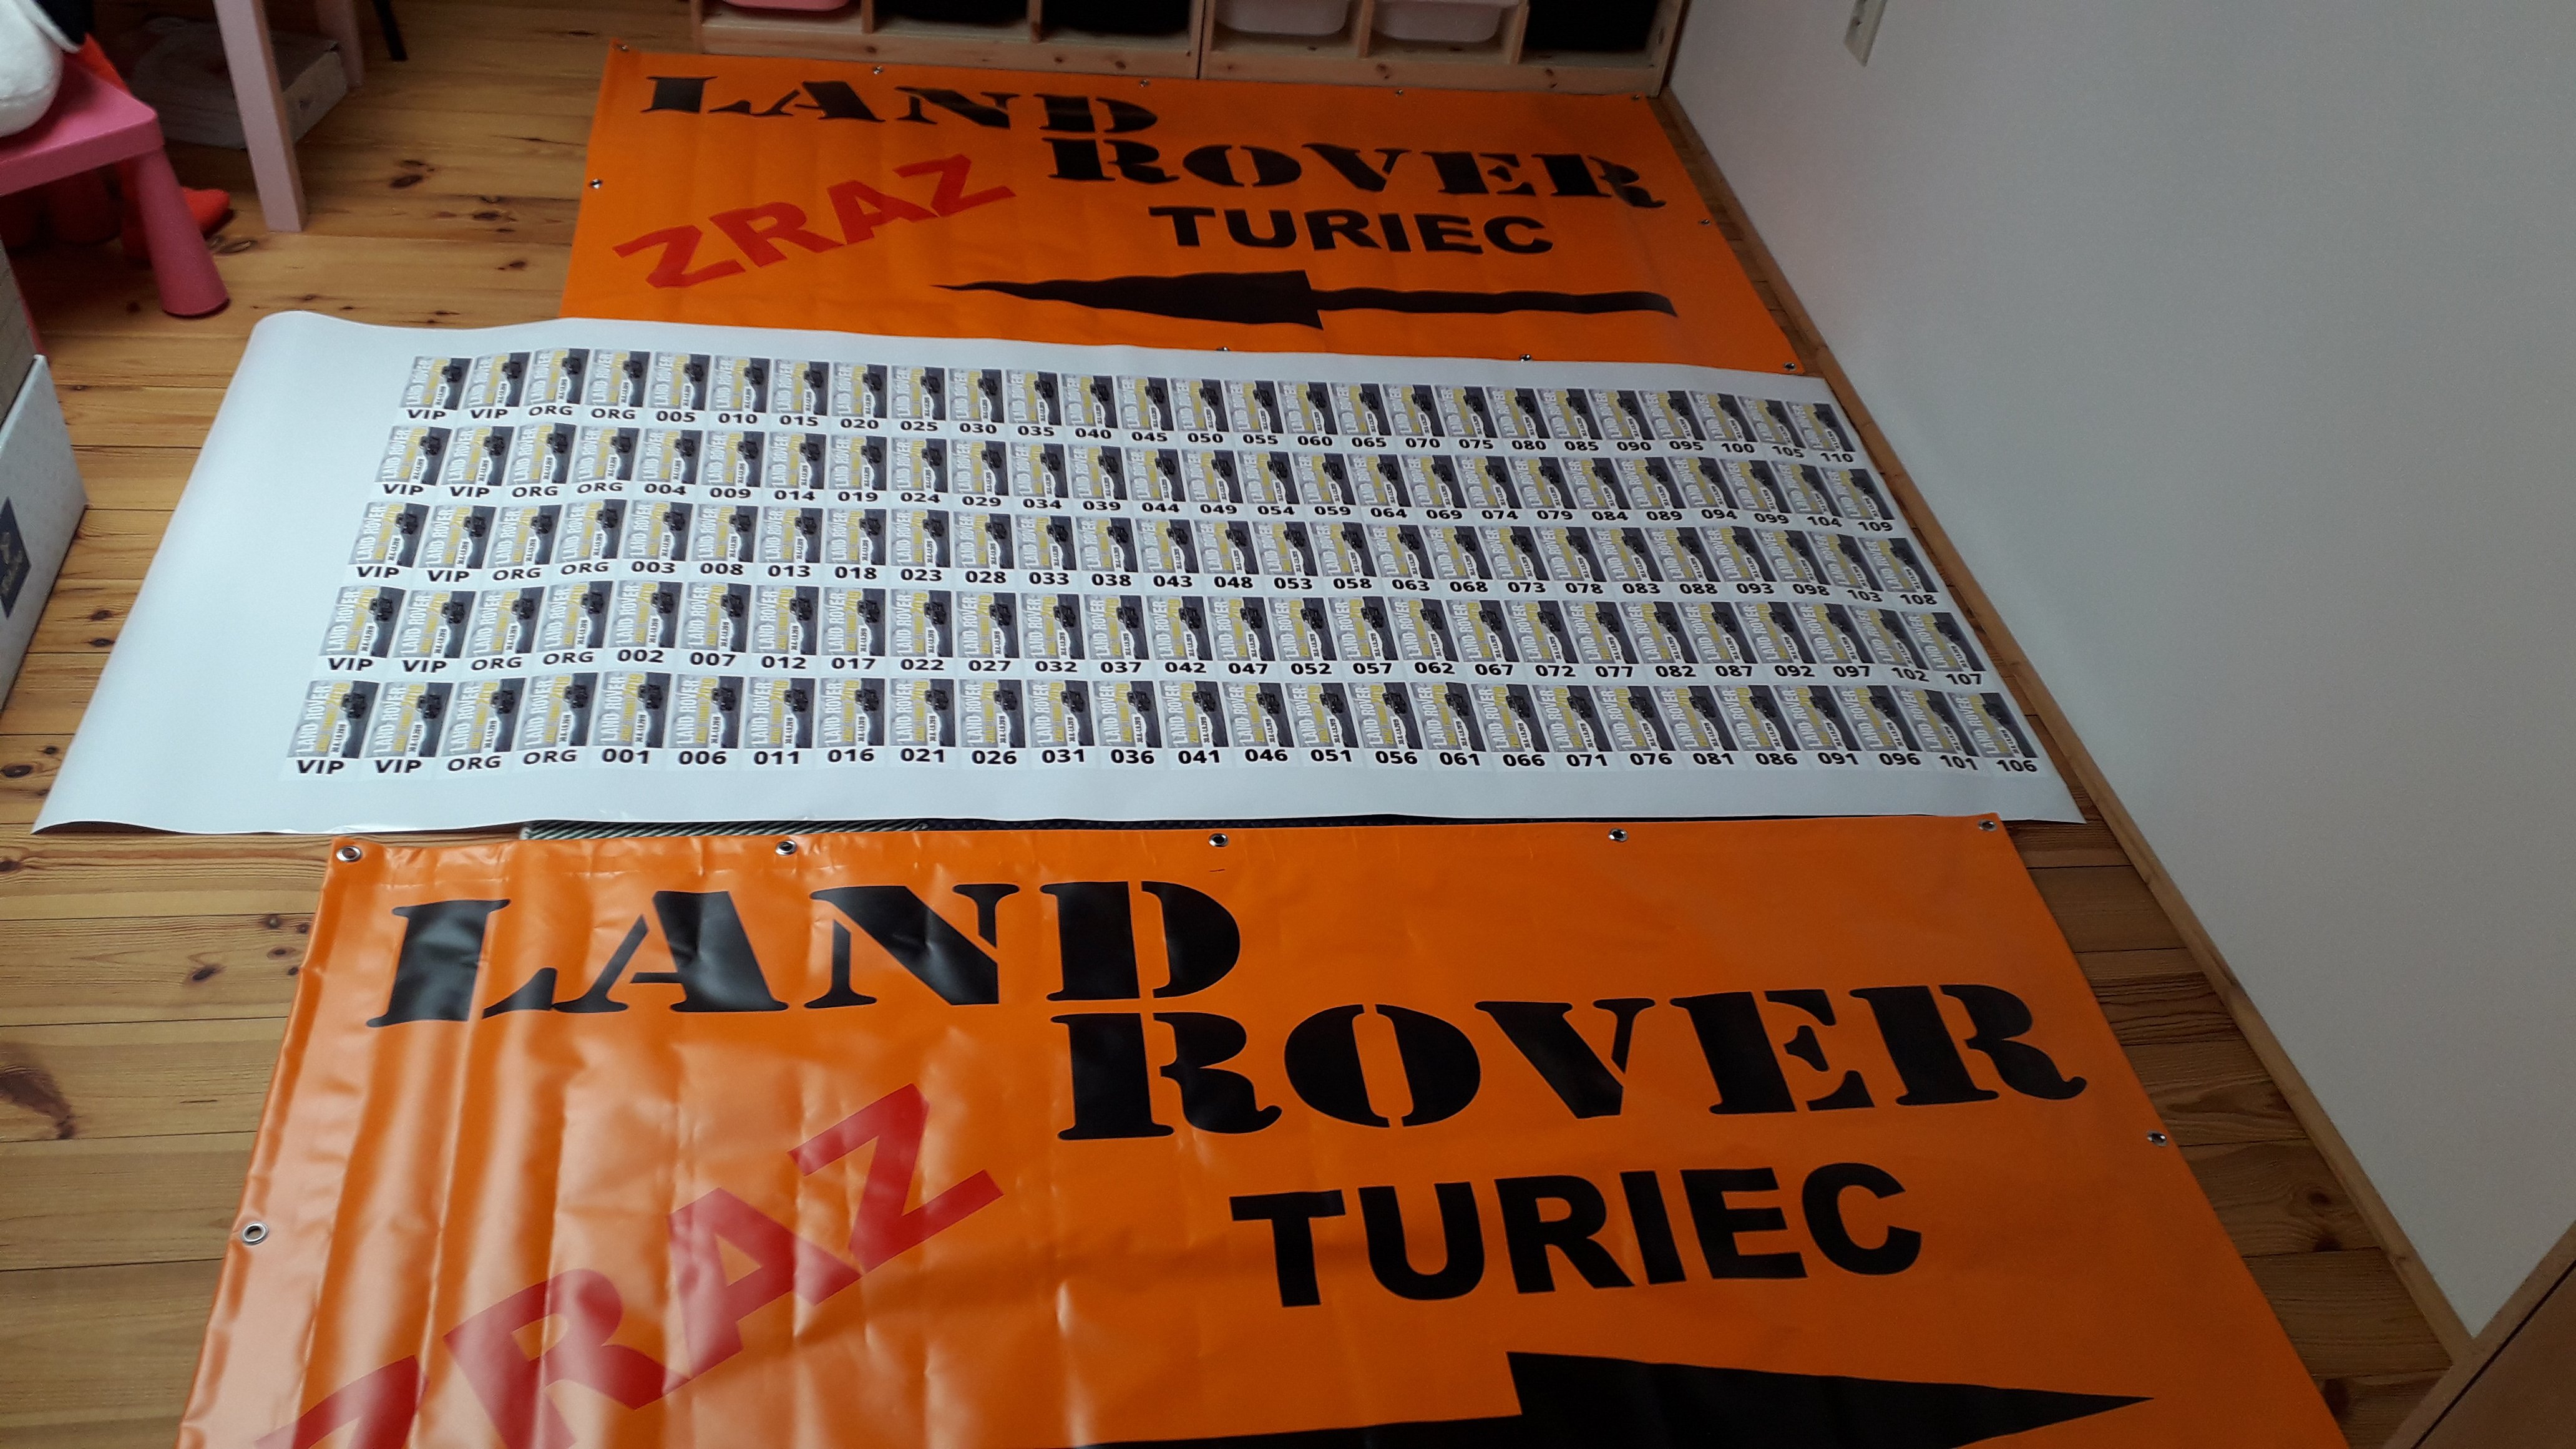 LAND
ROVER
ZRAZ
TURIEC
VIP VIP ORG ORG 005 010 015 020 025 030 035 040 045 050 055 060 065 070 075 080 085 090 095 100 105 110
VIP VIP ORG ORG 004 009 014 019 024 029 034 039 044 049 054 059 064 069 074 079 084 089 094 099 104 109
VIP VIP ORG ORG 003 008 013 018 023 028 033 038 043 048 053 058 063 068 073 078 083 088 093 098 103 108
VIP VIP ORG ORG 002 007 012 017 022 027 032 037 042 047 052 057 062 067 072 077 082 087 092 097 102 107
LAND ROVER
VIP VIP ORG ORG 001 006 011 016 021 026 031 036 041 046 051 056 061 066 071 076 081 086 091 096 101 106
LAND
ROVER
ZRAZ
TURIEC